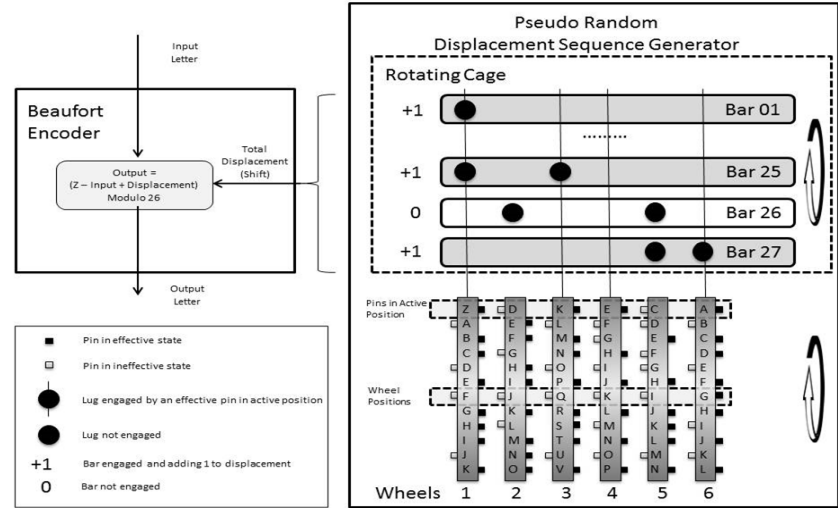 Input
Letter
Beaufort
Encoder
Output =
(Z – Input + Displacement)
Modulo 26
Total
Displacement
(Shift)
Output
Letter
Pin in effective state
Pin in ineffective state
Lug engaged by an effective pin in active position
Lug not engaged
+1 Bar engaged and adding 1 to displacement
0 Bar not engaged
Pseudo Random
Displacement Sequence Generator
Rotating Cage
+1 Bar 01
.........
+1 Bar 25
0 Bar 26
+1 Bar 27
Pins in Active
Position
Wheel
Positions
Z D K E C A
A E L F D B
B F M G E C
C G N H F D
D H O I G E
E I P J H F
F J Q K I G
G K R L J H
H L S M K I
I M T N L J
J N U O M K
K O V P N L
Wheels 1 2 3 4 5 6